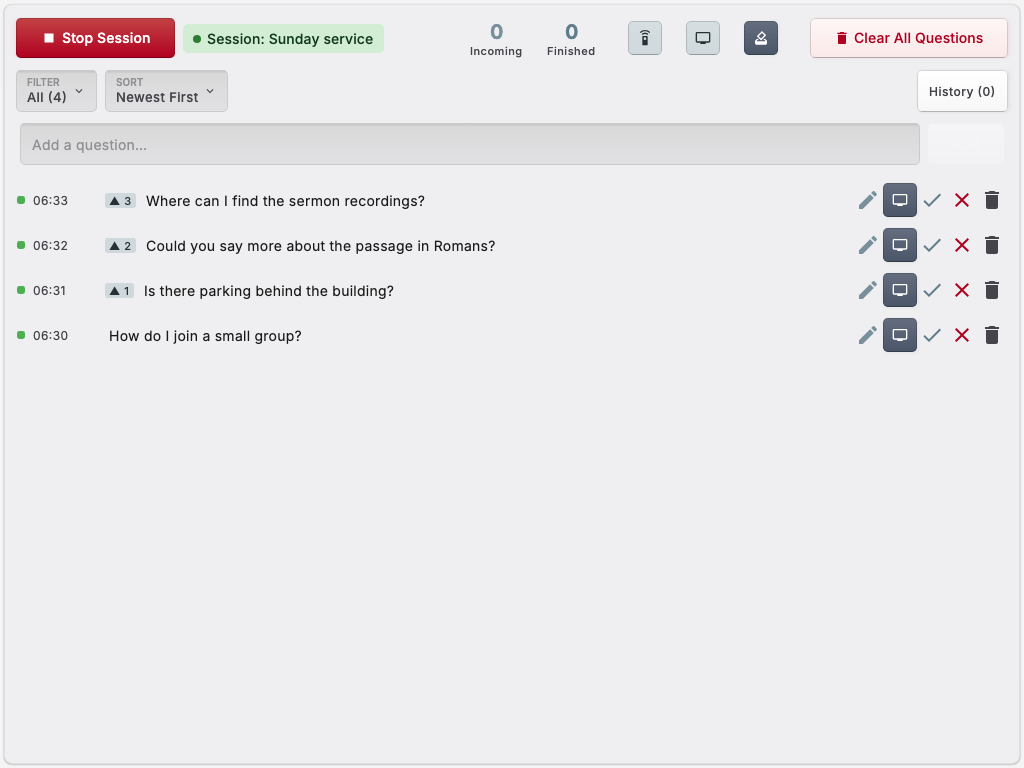 Stop Session
Session: Sunday service
0
Incoming
0
Finished
Clear All Questions
FILTER
All (4)
SORT
Newest First
History (0)
Add a question...
06:33 ▲ 3 Where can I find the sermon recordings?
06:32 ▲ 2 Could you say more about the passage in Romans?
06:31 ▲ 1 Is there parking behind the building?
06:30 How do I join a small group?